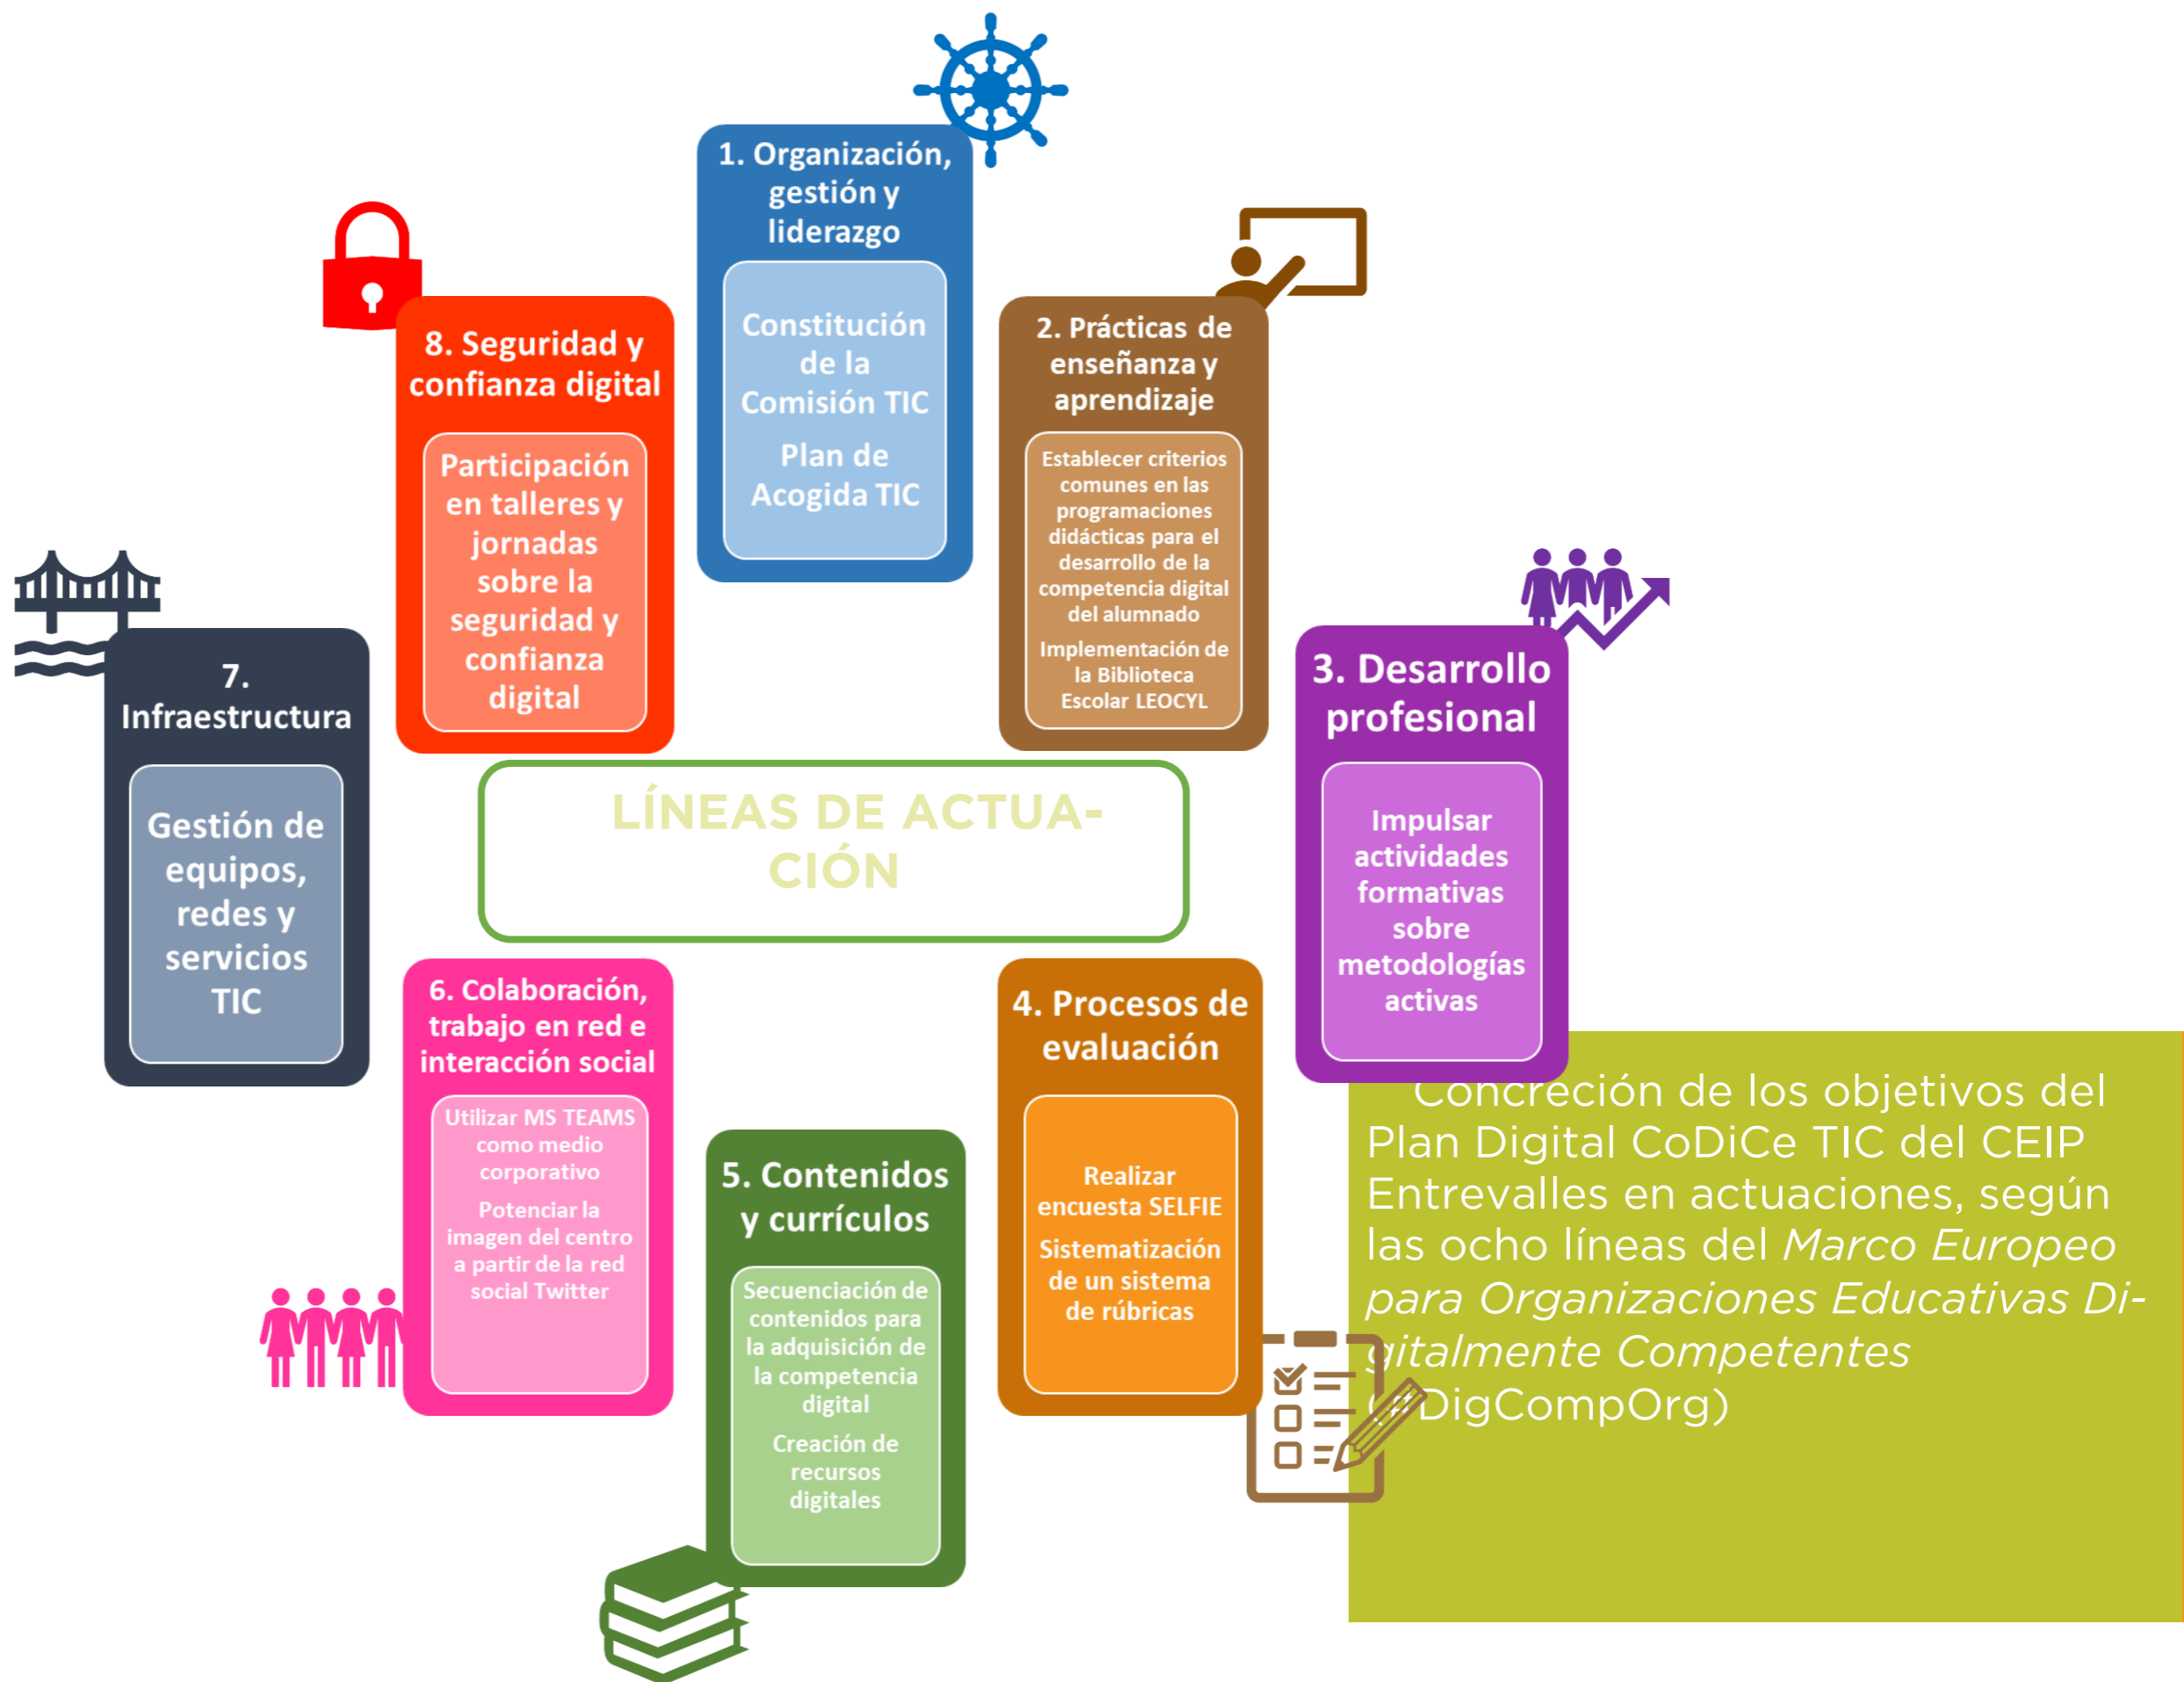 1. Organización,
gestión y
liderazgo
Constitución
de la
Comisión TIC
Plan de
Acogida TIC
2. Prácticas de
enseñanza y
aprendizaje
Establecer criterios
comunes en las
programaciones
didácticas para el
desarrollo de la
competencia digital
del alumnado
Implementación de
la Biblioteca
Escolar LEOCYL
3. Desarrollo
profesional
Impulsar
actividades
formativas
sobre
metodologías
activas
4. Procesos de
evaluación
Realizar
encuesta SELFIE
Sistematización
de un sistema
de rúbricas
5. Contenidos
y currículos
Secuenciación de
contenidos para
la adquisición de
la competencia
digital
Creación de
recursos
digitales
6. Colaboración,
trabajo en red e
interacción social
Utilizar MS TEAMS
como medio
corporativo
Potenciar la
imagen del centro
a partir de la red
social Twitter
7.
Infraestructura
Gestión de
equipos,
redes y
servicios
TIC
8. Seguridad y
confianza digital
Participación
en talleres y
jornadas
sobre la
seguridad y
confianza
digital
LÍNEAS DE ACTUA-
CIÓN
Concreción de los objetivos del
Plan Digital CoDiCe TIC del CEIP
Entrevalles en actuaciones, según
las ocho líneas del Marco Europeo
para Organizaciones Educativas Di-
gitalmente Competentes
(#DigCompOrg)